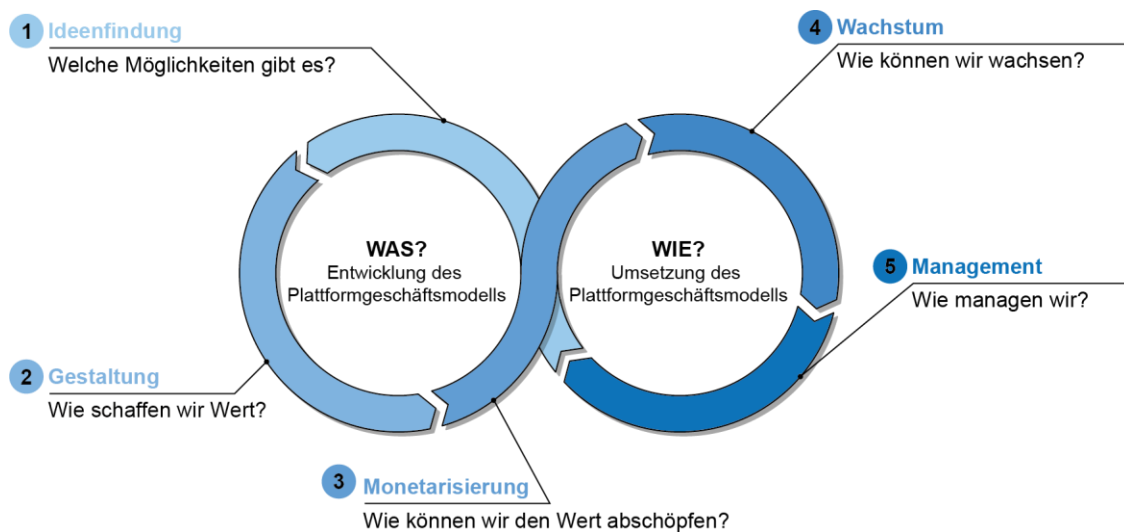 1 Ideenfindung
Welche Möglichkeiten gibt es?
4 Wachstum
Wie können wir wachsen?
WAS?
Entwicklung des
Plattformgeschäftsmodells
WIE?
Umsetzung des
Plattformgeschäftsmodells
5 Management
Wie managen wir?
2 Gestaltung
Wie schaffen wir Wert?
3 Monetarisierung
Wie können wir den Wert abschöpfen?